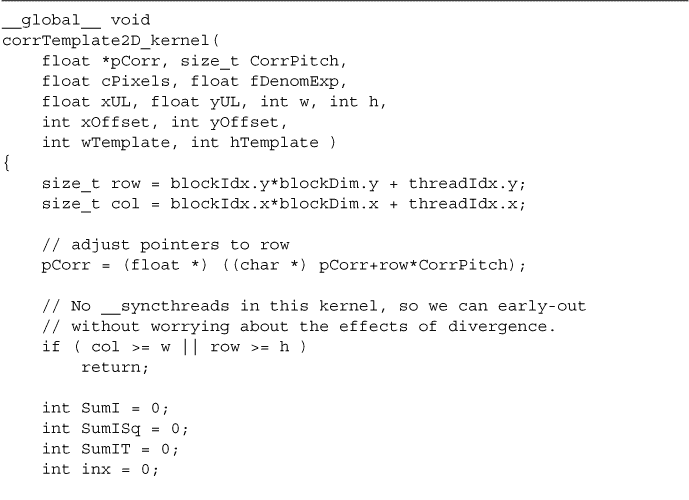 __global__ void
corrTemplate2D_kernel(
    float *pCorr, size_t CorrPitch,
    float cPixels, float fDenomExp,
    float xUL, float yUL, int w, int h,
    int xOffset, int yOffset,
    int wTemplate, int hTemplate )
{
    size_t row = blockIdx.y*blockDim.y + threadIdx.y;
    size_t col = blockIdx.x*blockDim.x + threadIdx.x;

    // adjust pointers to row
    pCorr = (float *) ((char *) pCorr+row*CorrPitch);

    // No __syncthreads in this kernel, so we can early-out
    // without worrying about the effects of divergence.
    if ( col >= w || row >= h )
        return;

    int SumI = 0;
    int SumISq = 0;
    int SumIT = 0;
    int inx = 0;